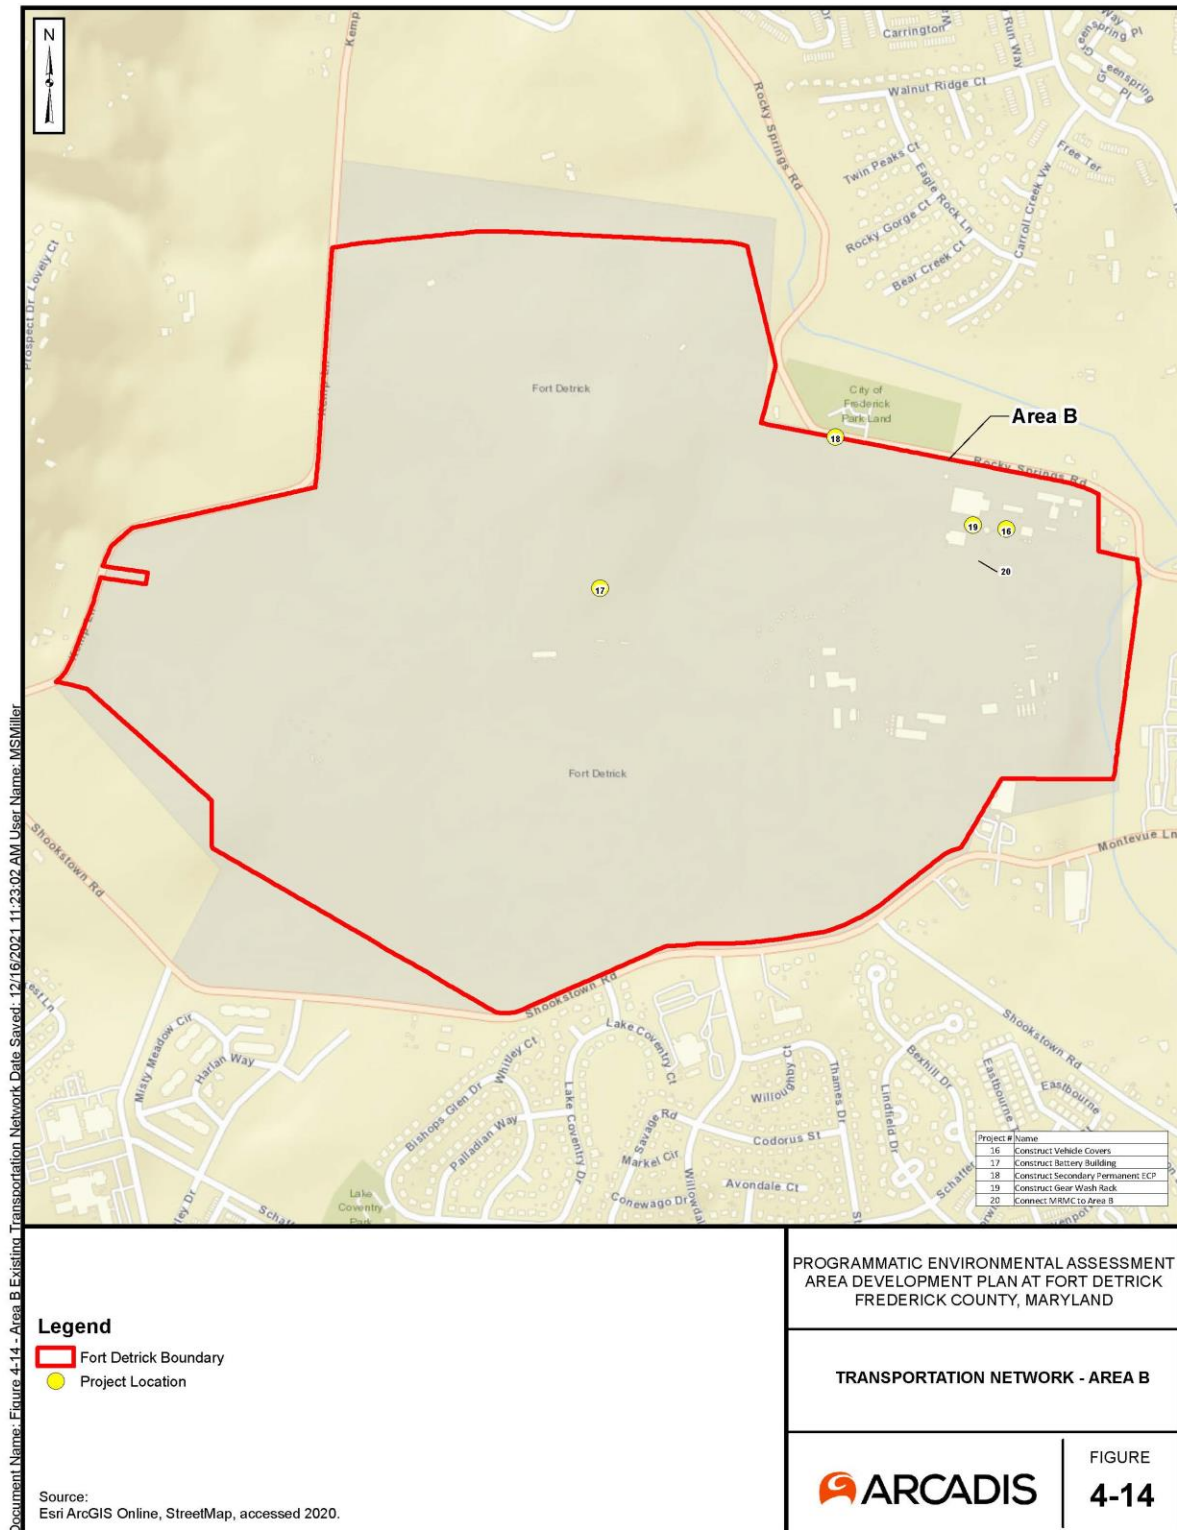 N
Kemp
Carrington
Run Way
Way
Greenspring Pl
Greenspring
Pl
Walnut Ridge Ct
Rocky Springs Rd
Free Ter
Twin Peaks Ct
Eagle Rock Ln
Carroll Creek Vw
Rocky Gorge Ct
Bear Creek Ct
Lovely Ct
Prospect Dr
Kemp Ln
Fort Detrick
City of
Frederick
Park Land
Area B
18
Rocky Springs Rd
19
16
20
17
Kemp Ln
Fort Detrick
Shookstown Rd
Montevue Ln
Shookstown Rd
Misty Meadow Cir
Harlan Way
Whitley Ct
Bishops Glen Dr
Palladian Way
Lake Coventry Ct
Lake Coventry Dr
Savage Rd
Markel Cir
Conewago Dr
Willoughby Ct
Thames Dr
Codorus St
Avondale Ct
Lindfield Dr
Bexhill Dr
Shookstown Rd
Eastbourne
Eastbourne
Lake
Coventry
Park
Project # Name
16 Construct Vehicle Covers
17 Construct Battery Building
18 Construct Secondary Permanent ECP
19 Construct Gear Wash Rack
20 Connect MRMC to Area B
Document Name: Figure 4-14 - Area B Existing Transportation Network Date Saved: 12/16/2021 11:23:02 AM User Name: MSMiller
Legend
Fort Detrick Boundary
Project Location
Source:
Esri ArcGIS Online, StreetMap, accessed 2020.
PROGRAMMATIC ENVIRONMENTAL ASSESSMENT
AREA DEVELOPMENT PLAN AT FORT DETRICK
FREDERICK COUNTY, MARYLAND
TRANSPORTATION NETWORK - AREA B
ARCADIS
FIGURE
4-14